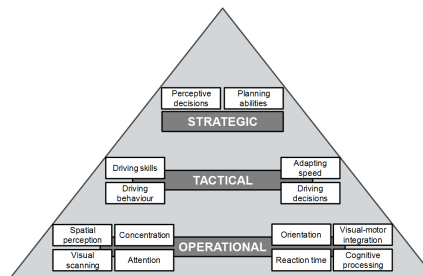 Perceptive
decisions
Planning
abilities
STRATEGIC
Driving skills
Adapting
speed
TACTICAL
Driving
behaviour
Driving
decisions
Spatial
perception
Concentration
Orientation
Visual-motor
integration
OPERATIONAL
Visual
scanning
Attention
Reaction time
Cognitive
processing